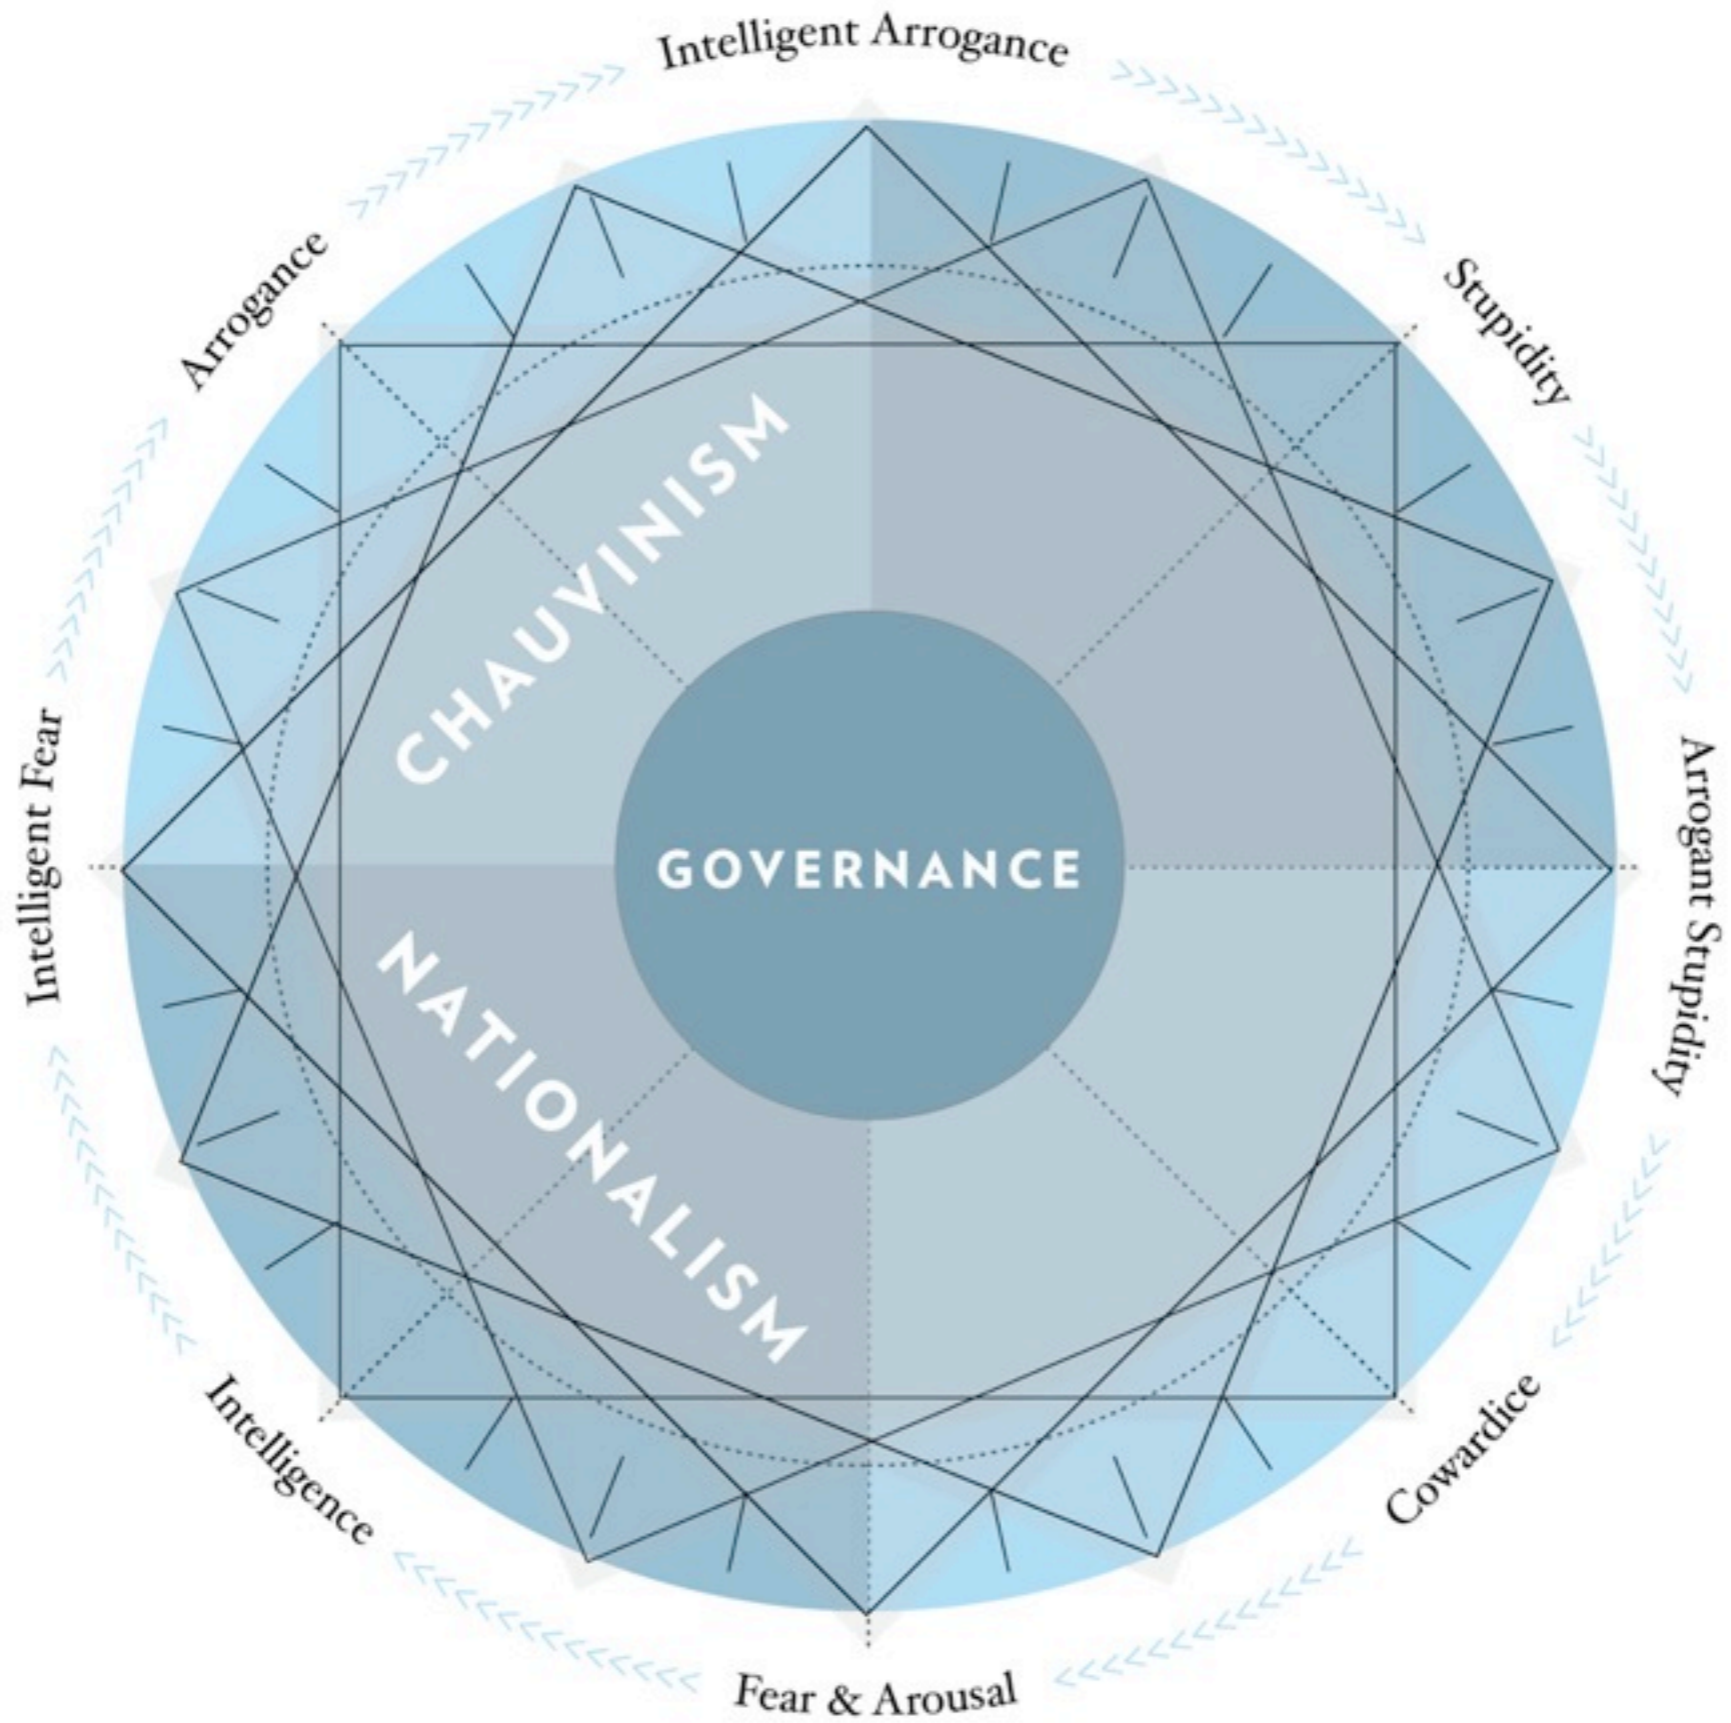 Intelligent Arrogance
Stupidity
Arrogant Stupidity
Cowardice
Fear & Arousal
Intelligence
Intelligent Fear
Arrogance
CHAUVINISM
GOVERNANCE
NATIONALISM